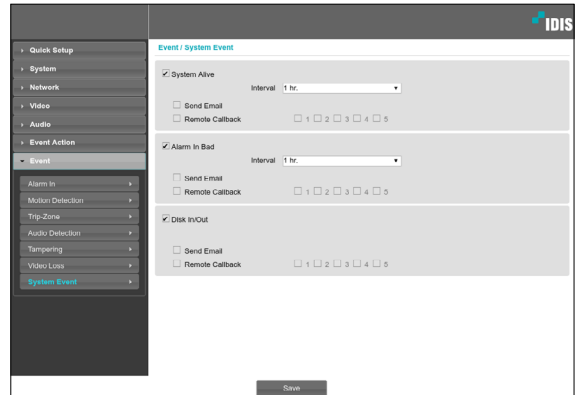 IDIS
Quick Setup
System
Network
Video
Audio
Event Action
Event
Alarm In
Motion Detection
Trip-Zone
Audio Detection
Tampering
Video Loss
System Event
Event / System Event
System Alive
Interval 1 hr.
Send Email
Remote Callback 1 2 3 4 5
Alarm In Bad
Interval 1 hr.
Send Email
Remote Callback 1 2 3 4 5
Disk In/Out
Send Email
Remote Callback 1 2 3 4 5
Save